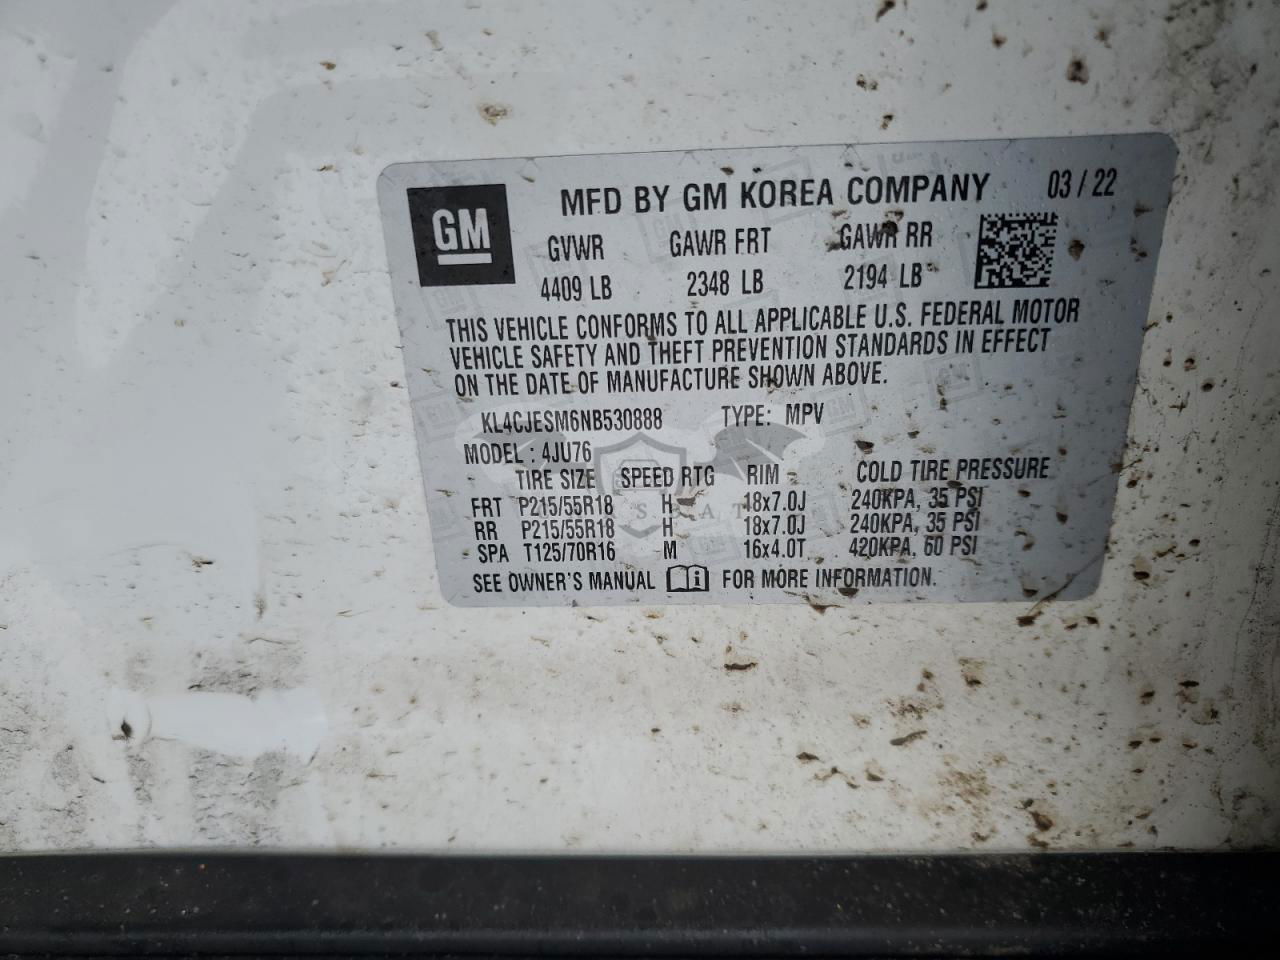 GM
MFD BY GM KOREA COMPANY 03 / 22
GVWR GAWR FRT GAWR RR
4409 LB 2348 LB 2194 LB
THIS VEHICLE CONFORMS TO ALL APPLICABLE U.S. FEDERAL MOTOR
VEHICLE SAFETY AND THEFT PREVENTION STANDARDS IN EFFECT
ON THE DATE OF MANUFACTURE SHOWN ABOVE.
KL4CJESM6NB530888 TYPE: MPV
MODEL : 4JU76
TIRE SIZE SPEED RTG RIM COLD TIRE PRESSURE
FRT P215/55R18 H 18x7.0J 240KPA, 35 PSI
RR P215/55R18 H 18x7.0J 240KPA, 35 PSI
SPA T125/70R16 M 16x4.0T 420KPA, 60 PSI
SEE OWNER'S MANUAL i FOR MORE INFORMATION.